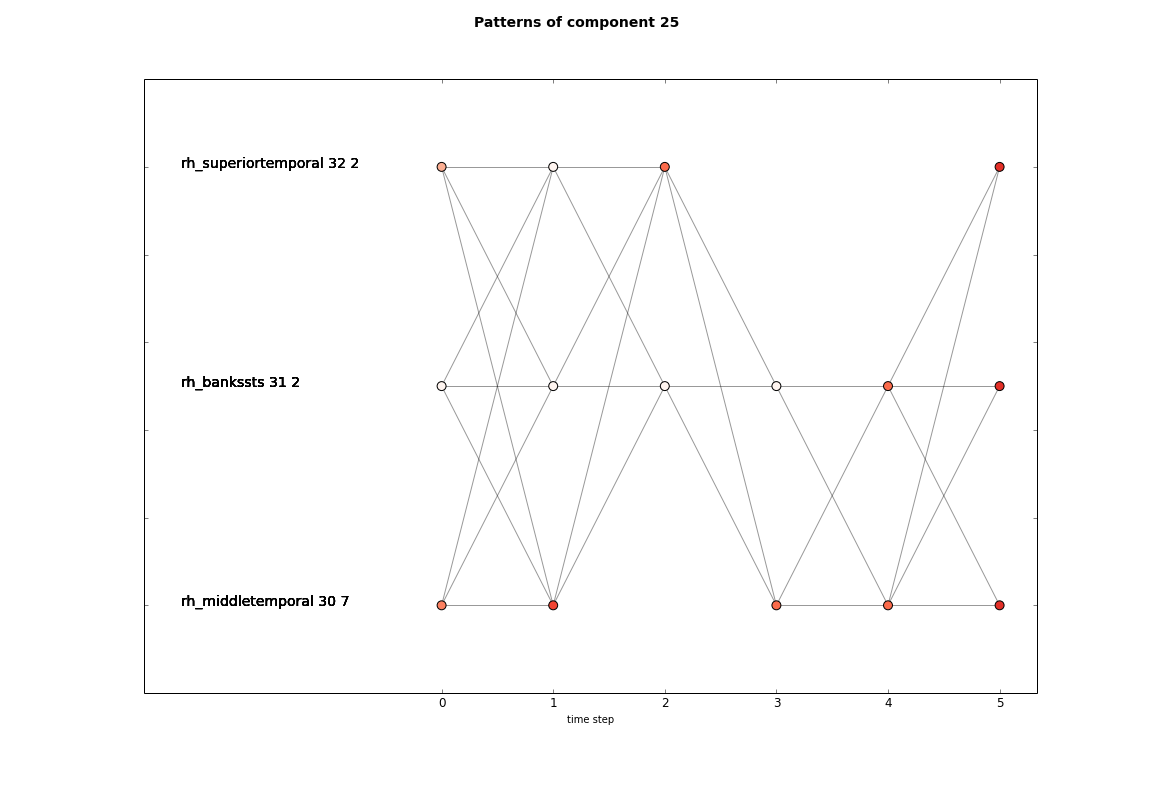 Patterns of component 25
rh_superiortemporal 32 2
rh_bankssts 31 2
rh_middletemporal 30 7
0 1 2 3 4 5
time step